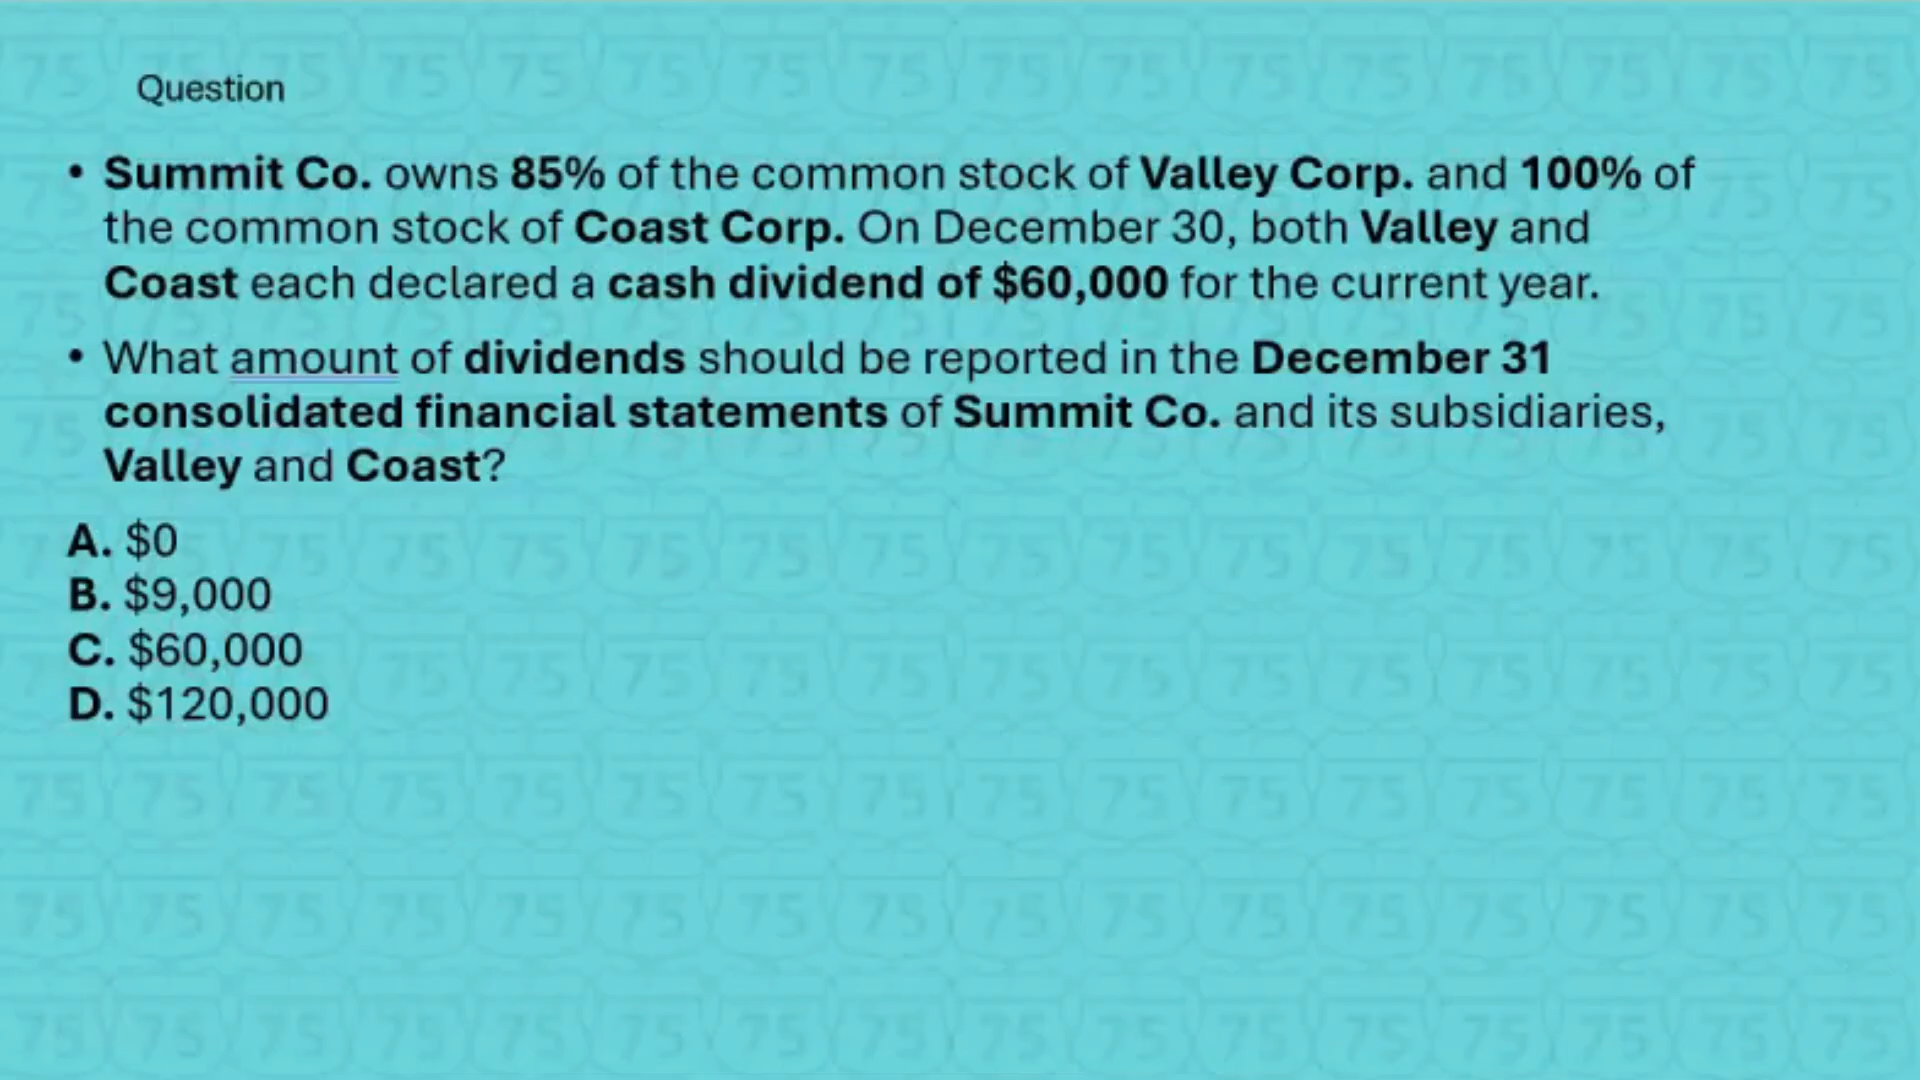 Question
• Summit Co. owns 85% of the common stock of Valley Corp. and 100% of
the common stock of Coast Corp. On December 30, both Valley and
Coast each declared a cash dividend of $60,000 for the current year.
• What amount of dividends should be reported in the December 31
consolidated financial statements of Summit Co. and its subsidiaries,
Valley and Coast?
A. $0
B. $9,000
C. $60,000
D. $120,000